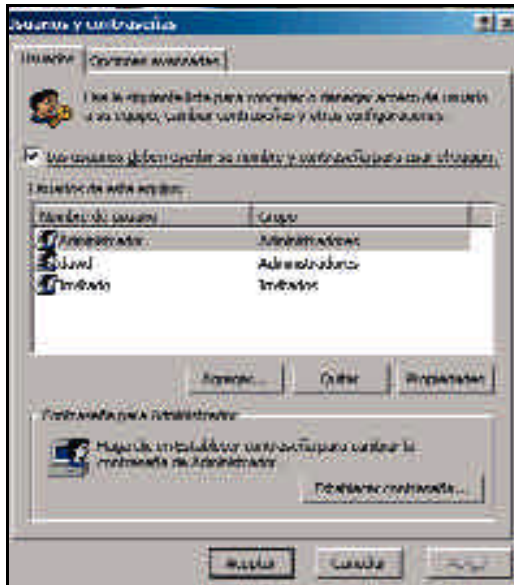 Usuarios y contraseñas
Usuarios Opciones avanzadas
Use la siguiente lista para conceder o denegar acceso de usuario
a su equipo, cambiar contraseñas y otras configuraciones.
Los usuarios deben escribir su nombre y contraseña para usar el equipo.
Usuarios de este equipo:
Nombre de usuario Grupo
Administrador Administradores
david Administradores
Invitado Invitados
Agregar... Quitar Propiedades
Contraseña para Administrador
Haga clic en Establecer contraseña para cambiar la
contraseña de Administrador.
Establecer contraseña...
Aceptar Cancelar